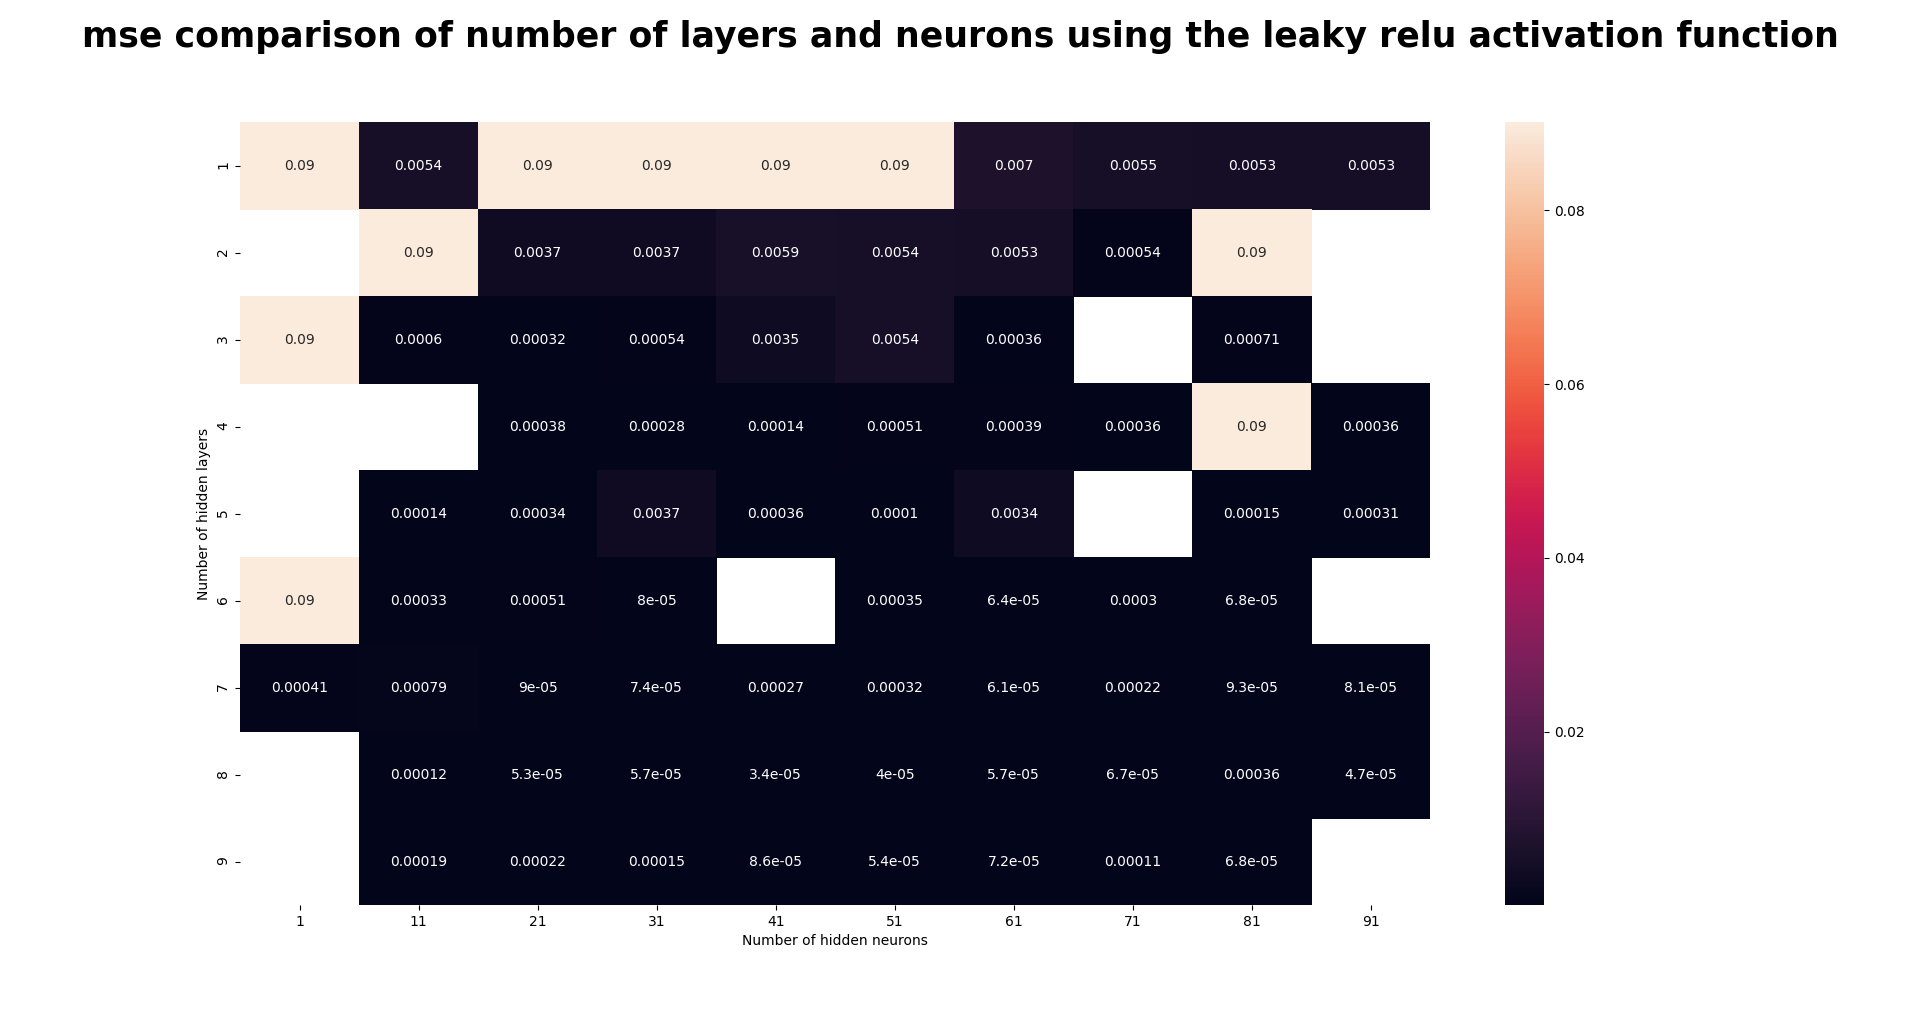 mse comparison of number of layers and neurons using the leaky relu activation function
1 0.09 0.0054 0.09 0.09 0.09 0.09 0.007 0.0055 0.0053 0.0053
2 0.09 0.0037 0.0037 0.0059 0.0054 0.0053 0.00054 0.09
3 0.09 0.0006 0.00032 0.00054 0.0035 0.0054 0.00036 0.00071
4 0.00038 0.00028 0.00014 0.00051 0.00039 0.00036 0.09 0.00036
5 0.00014 0.00034 0.0037 0.00036 0.0001 0.0034 0.00015 0.00031
6 0.09 0.00033 0.00051 8e-05 0.00035 6.4e-05 0.0003 6.8e-05
7 0.00041 0.00079 9e-05 7.4e-05 0.00027 0.00032 6.1e-05 0.00022 9.3e-05 8.1e-05
8 0.00012 5.3e-05 5.7e-05 3.4e-05 4e-05 5.7e-05 6.7e-05 0.00036 4.7e-05
9 0.00019 0.00022 0.00015 8.6e-05 5.4e-05 7.2e-05 0.00011 6.8e-05
1 11 21 31 41 51 61 71 81 91
Number of hidden neurons
Number of hidden layers
0.08
0.06
0.04
0.02